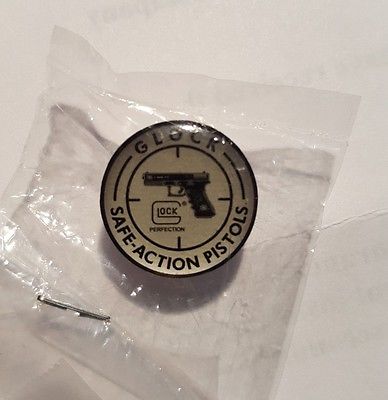 GLOCK
GLOCK®
PERFECTION
SAFE-ACTION PISTOLS